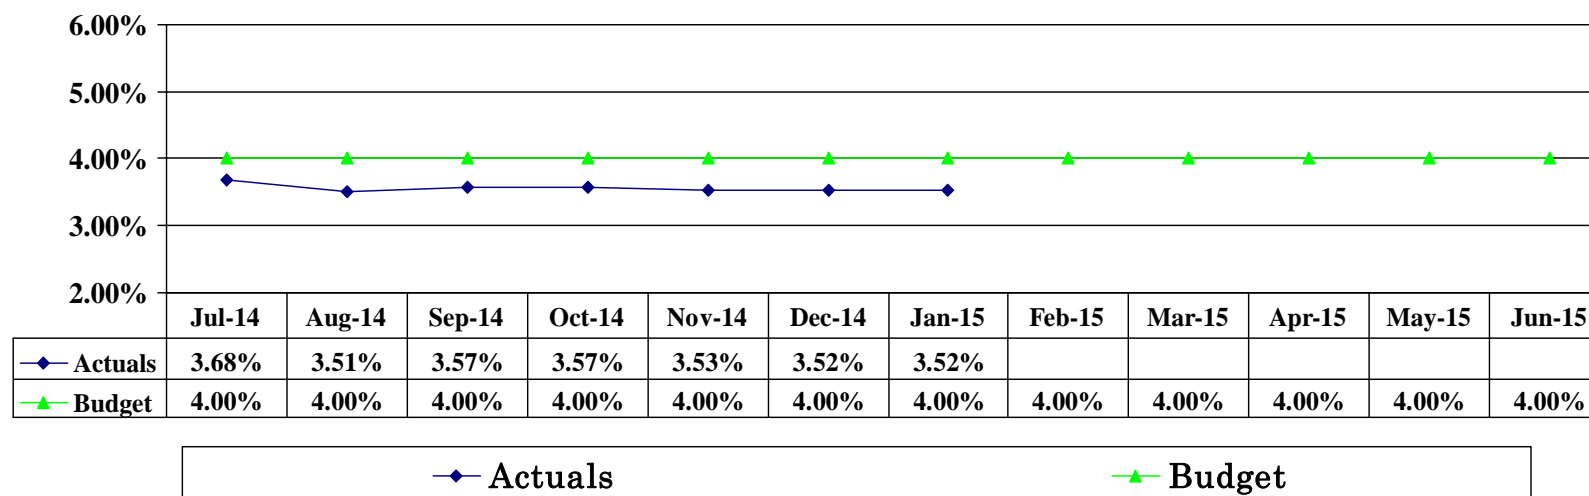 6.00%
5.00%
4.00%
3.00%
2.00%
Jul-14 Aug-14 Sep-14 Oct-14 Nov-14 Dec-14 Jan-15 Feb-15 Mar-15 Apr-15 May-15 Jun-15
Actuals 3.68% 3.51% 3.57% 3.57% 3.53% 3.52% 3.52%
Budget 4.00% 4.00% 4.00% 4.00% 4.00% 4.00% 4.00% 4.00% 4.00% 4.00% 4.00% 4.00%
Actuals Budget